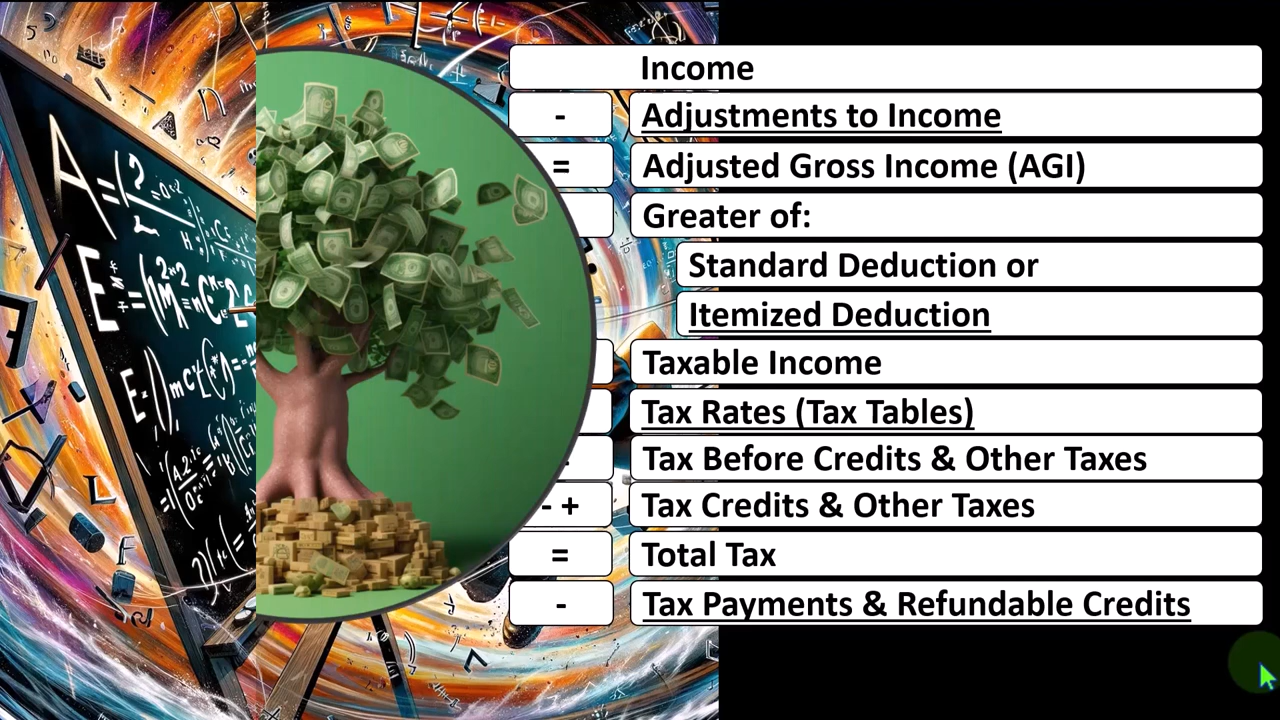 Income
- Adjustments to Income
= Adjusted Gross Income (AGI)
Greater of:
Standard Deduction or
Itemized Deduction
Taxable Income
Tax Rates (Tax Tables)
Tax Before Credits & Other Taxes
- + Tax Credits & Other Taxes
= Total Tax
- Tax Payments & Refundable Credits